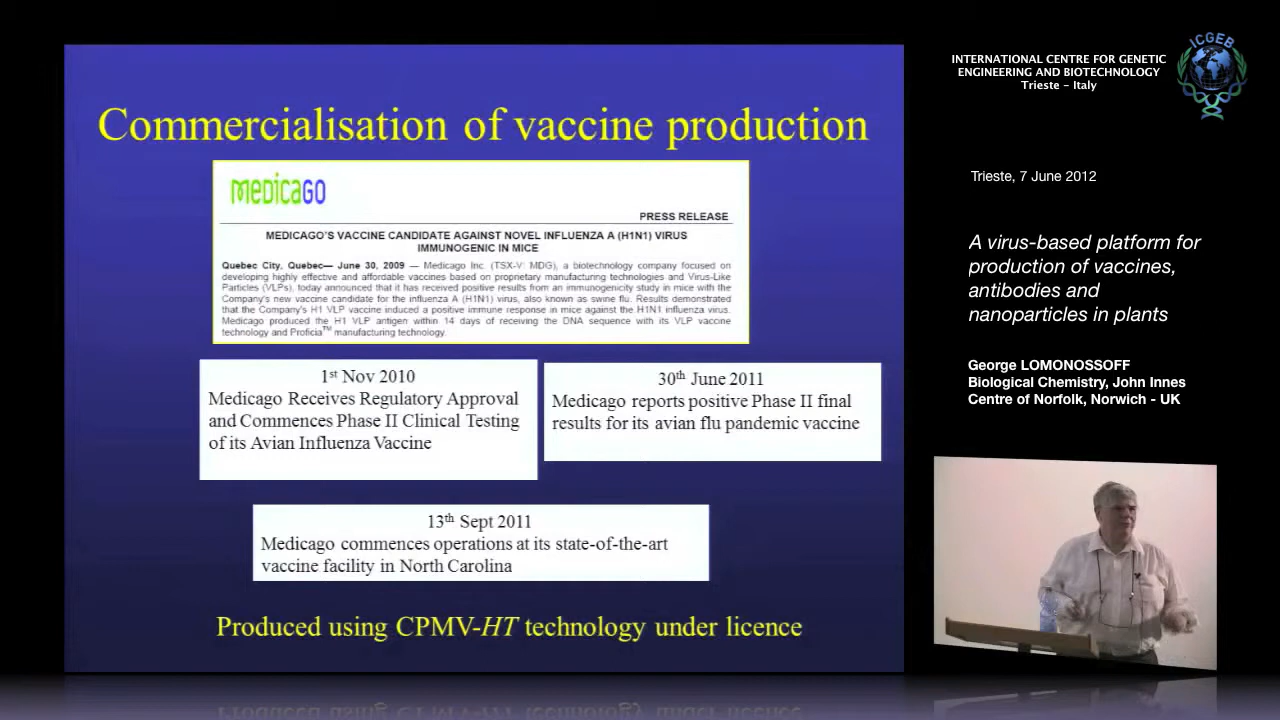 Commercialisation of vaccine production
medicaGO
PRESS RELEASE
MEDICAGO'S VACCINE CANDIDATE AGAINST NOVEL INFLUENZA A (H1N1) VIRUS
IMMUNOGENIC IN MICE
Quebec City, Quebec— June 30, 2009 — Medicago Inc. (TSX-V: MDG), a biotechnology company focused on
developing highly effective and affordable vaccines based on proprietary manufacturing technologies and Virus-Like
Particles (VLPs), today announced that it has received positive results from an immunogenicity study in mice with the
Company's new vaccine candidate for the influenza A (H1N1) virus, also known as swine flu. Results demonstrated
that the Company's H1 VLP vaccine induced a positive immune response in mice against the H1N1 influenza virus.
Medicago produced the H1 VLP antigen within 14 days of receiving the DNA sequence with its VLP vaccine
technology and Proficia™ manufacturing technology.
1st Nov 2010
Medicago Receives Regulatory Approval
and Commences Phase II Clinical Testing
of its Avian Influenza Vaccine
30th June 2011
Medicago reports positive Phase II final
results for its avian flu pandemic vaccine
13th Sept 2011
Medicago commences operations at its state-of-the-art
vaccine facility in North Carolina
Produced using CPMV-HT technology under licence
INTERNATIONAL CENTRE FOR GENETIC
ENGINEERING AND BIOTECHNOLOGY
Trieste - Italy
ICGEB
Trieste, 7 June 2012
A virus-based platform for
production of vaccines,
antibodies and
nanoparticles in plants
George LOMONOSSOFF
Biological Chemistry, John Innes
Centre of Norfolk, Norwich - UK